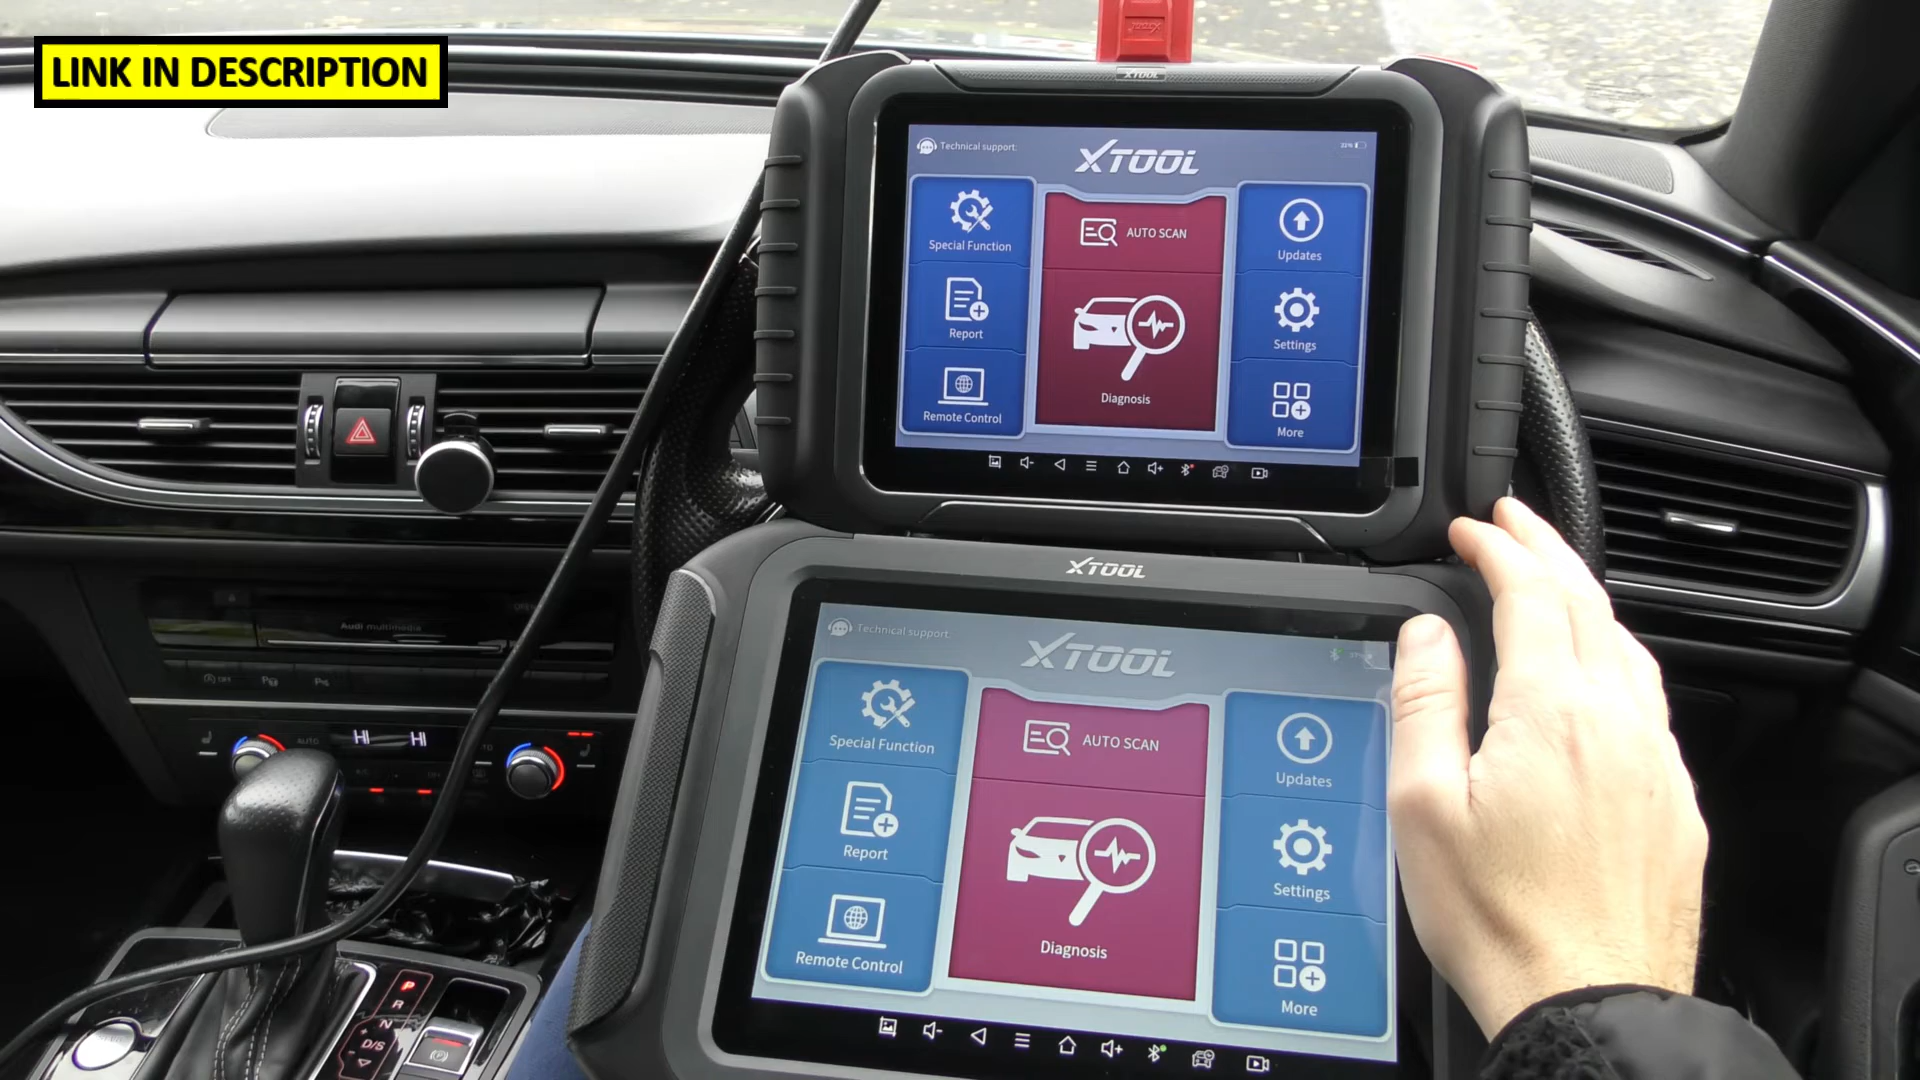 LINK IN DESCRIPTION
XTOOL
XTOOL
Technical support:
XTOOL
Special Function
AUTO SCAN
Updates
Report
Settings
Remote Control
Diagnosis
More
XTOOL
Technical support:
XTOOL
Special Function
AUTO SCAN
Updates
Report
Settings
Remote Control
Diagnosis
More
Audi multimedia
HI HI
AUTO
P
R
N
D/S